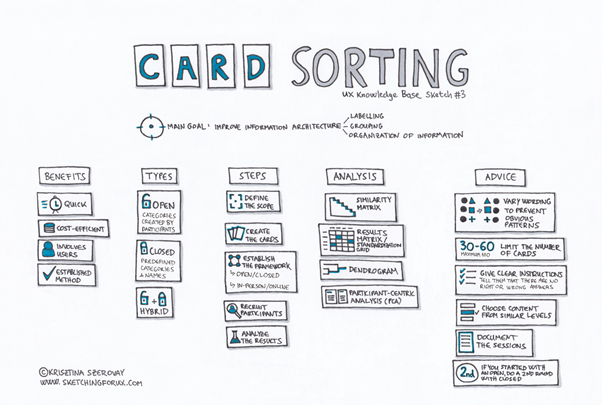 CARD SORTING
UX Knowledge Base Sketch #3
MAIN GOAL: IMPROVE INFORMATION ARCHITECTURE
LABELLING
GROUPING
ORGANIZATION OF INFORMATION
BENEFITS
QUICK
COST-EFFICIENT
INVOLVES
USERS
ESTABLISHED
METHOD
TYPES
OPEN
CATEGORIES
CREATED BY
PARTICIPANTS
CLOSED
PREDEFINED
CATEGORIES
& NAMES
+
HYBRID
STEPS
DEFINE
THE SCOPE
CREATE
THE CARDS
ESTABLISH
THE FRAMEWORK
↳ OPEN/CLOSED
↳ IN-PERSON/ONLINE
RECRUIT
PARTICIPANTS
ANALYZE
THE RESULTS
ANALYSIS
SIMILARITY
MATRIX
RESULTS
MATRIX/
STANDARDIZATION
GRID
DENDROGRAM
PARTICIPANT-CENTRIC
ANALYSIS (PCA)
ADVICE
VARY WORDING
TO PREVENT
OBVIOUS
PATTERNS
30-60
LIMIT THE NUMBER
OF CARDS
GIVE CLEAR INSTRUCTIONS
TELL THEM THAT THERE ARE NO
RIGHT OR WRONG ANSWERS
CHOOSE CONTENT
FROM SIMILAR LEVELS
DOCUMENT
THE SESSIONS
2nd
IF YOU STARTED WITH
AN OPEN, DO A 2ND ROUND
WITH CLOSED
©KRISZTINA SZEROVAY
WWW.SKETCHINGFORUX.COM